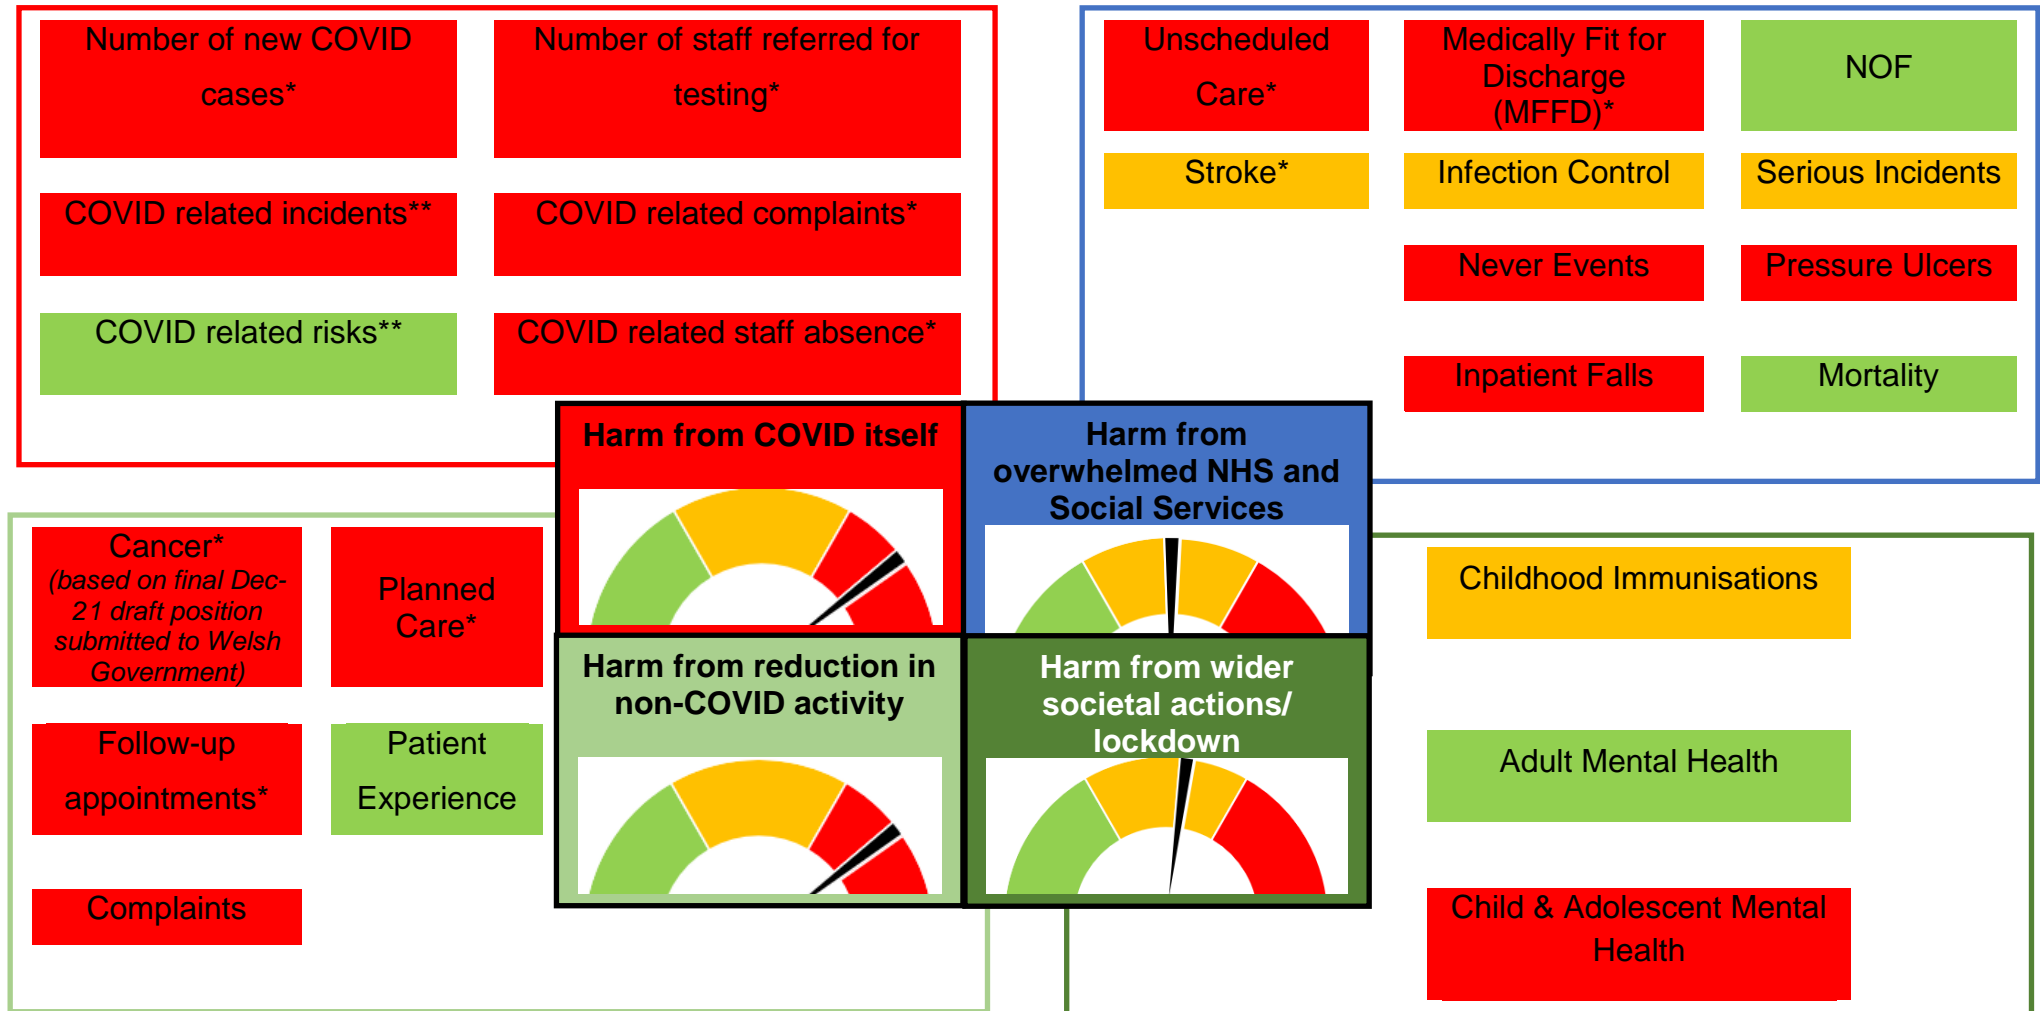 Number of new COVID
cases*
Number of staff referred for
testing*
COVID related incidents**
COVID related complaints*
COVID related risks**
COVID related staff absence*
Unscheduled
Care*
Medically Fit for
Discharge
(MFFD)*
NOF
Stroke*
Infection Control
Serious Incidents
Never Events
Pressure Ulcers
Inpatient Falls
Mortality
Harm from COVID itself
Harm from
overwhelmed NHS and
Social Services
Cancer*
(based on final Dec-
21 draft position
submitted to Welsh
Government)
Planned
Care*
Follow-up
appointments*
Patient
Experience
Complaints
Harm from reduction in
non-COVID activity
Harm from wider
societal actions/
lockdown
Childhood Immunisations
Adult Mental Health
Child & Adolescent Mental
Health